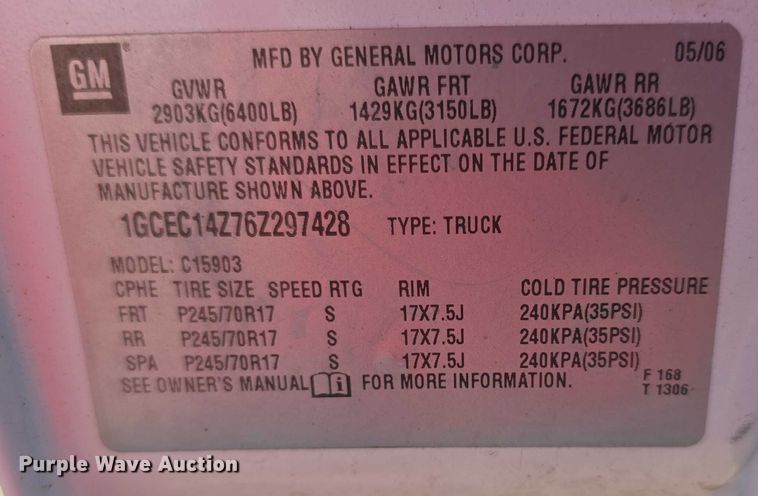 GM
MFD BY GENERAL MOTORS CORP. 05/06
GVWR GAWR FRT GAWR RR
2903KG(6400LB) 1429KG(3150LB) 1672KG(3686LB)
THIS VEHICLE CONFORMS TO ALL APPLICABLE U.S. FEDERAL MOTOR
VEHICLE SAFETY STANDARDS IN EFFECT ON THE DATE OF
MANUFACTURE SHOWN ABOVE.
1GCEC14Z76Z297428 TYPE: TRUCK
MODEL: C15903
CPHE TIRE SIZE SPEED RTG RIM COLD TIRE PRESSURE
FRT P245/70R17 S 17X7.5J 240KPA(35PSI)
RR P245/70R17 S 17X7.5J 240KPA(35PSI)
SPA P245/70R17 S 17X7.5J 240KPA(35PSI)
SEE OWNER'S MANUAL i FOR MORE INFORMATION.
F 168
T 1306
Purple Wave Auction